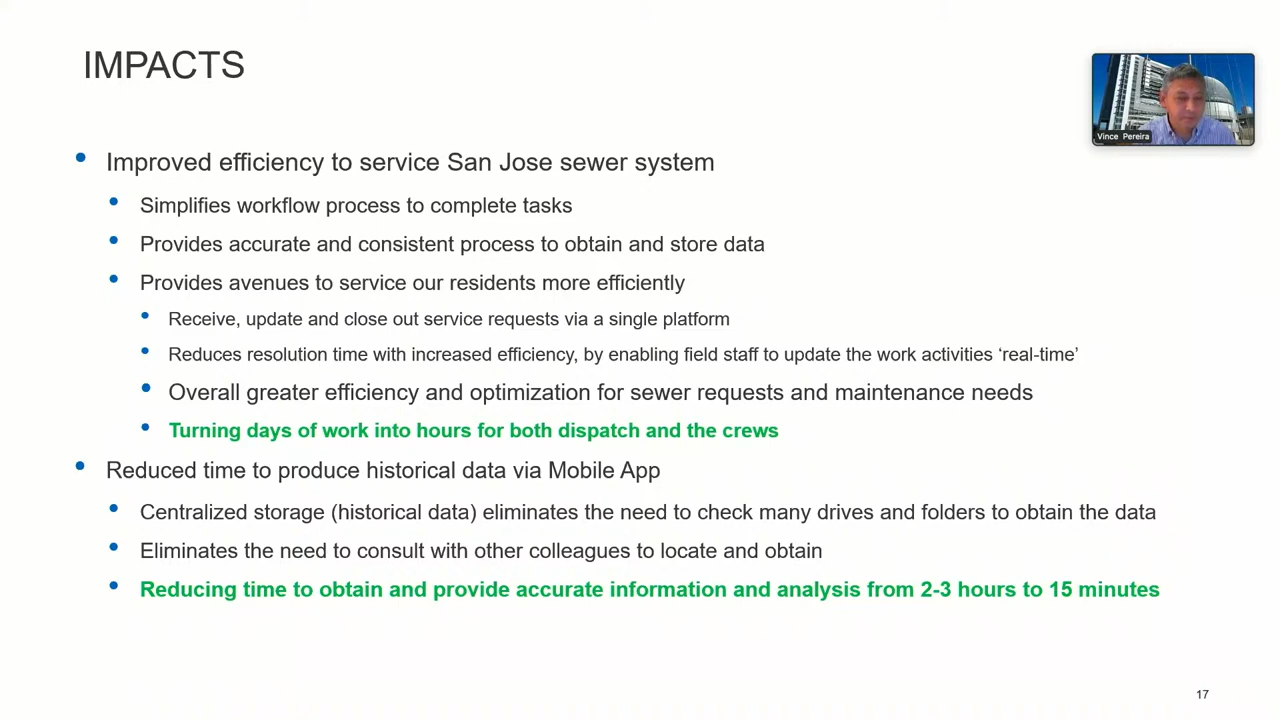 IMPACTS
Vince Pereira
• Improved efficiency to service San Jose sewer system
• Simplifies workflow process to complete tasks
• Provides accurate and consistent process to obtain and store data
• Provides avenues to service our residents more efficiently
• Receive, update and close out service requests via a single platform
• Reduces resolution time with increased efficiency, by enabling field staff to update the work activities ‘real-time’
• Overall greater efficiency and optimization for sewer requests and maintenance needs
• Turning days of work into hours for both dispatch and the crews
• Reduced time to produce historical data via Mobile App
• Centralized storage (historical data) eliminates the need to check many drives and folders to obtain the data
• Eliminates the need to consult with other colleagues to locate and obtain
• Reducing time to obtain and provide accurate information and analysis from 2-3 hours to 15 minutes
17